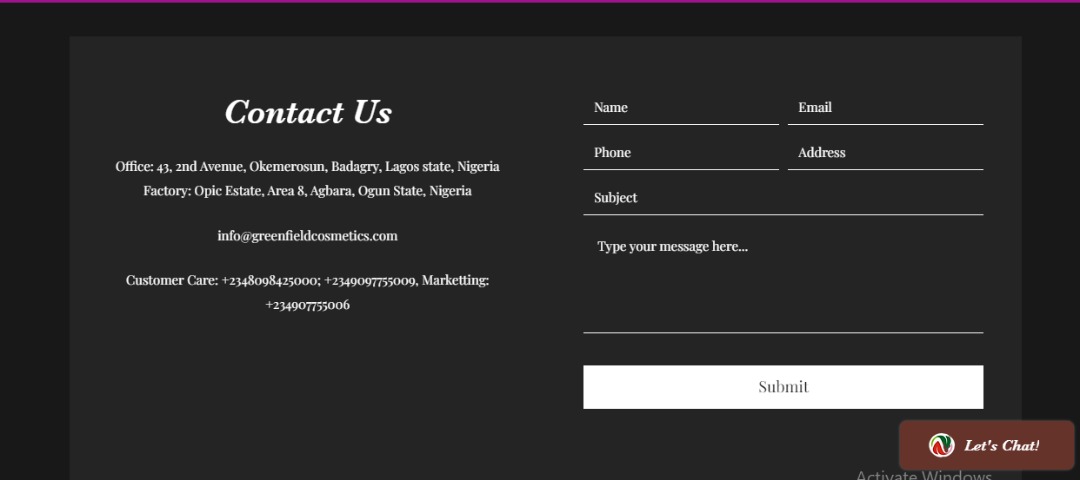 Contact Us
Office: 43, 2nd Avenue, Okemerosun, Badagry, Lagos state, Nigeria
Factory: Opic Estate, Area 8, Agbara, Ogun State, Nigeria
info@greenfieldcosmetics.com
Customer Care: +2348098425000; +2349097755009, Marketting:
+234907755006
Name
Email
Phone
Address
Subject
Type your message here...
Submit
Let's Chat!
Activate Windows